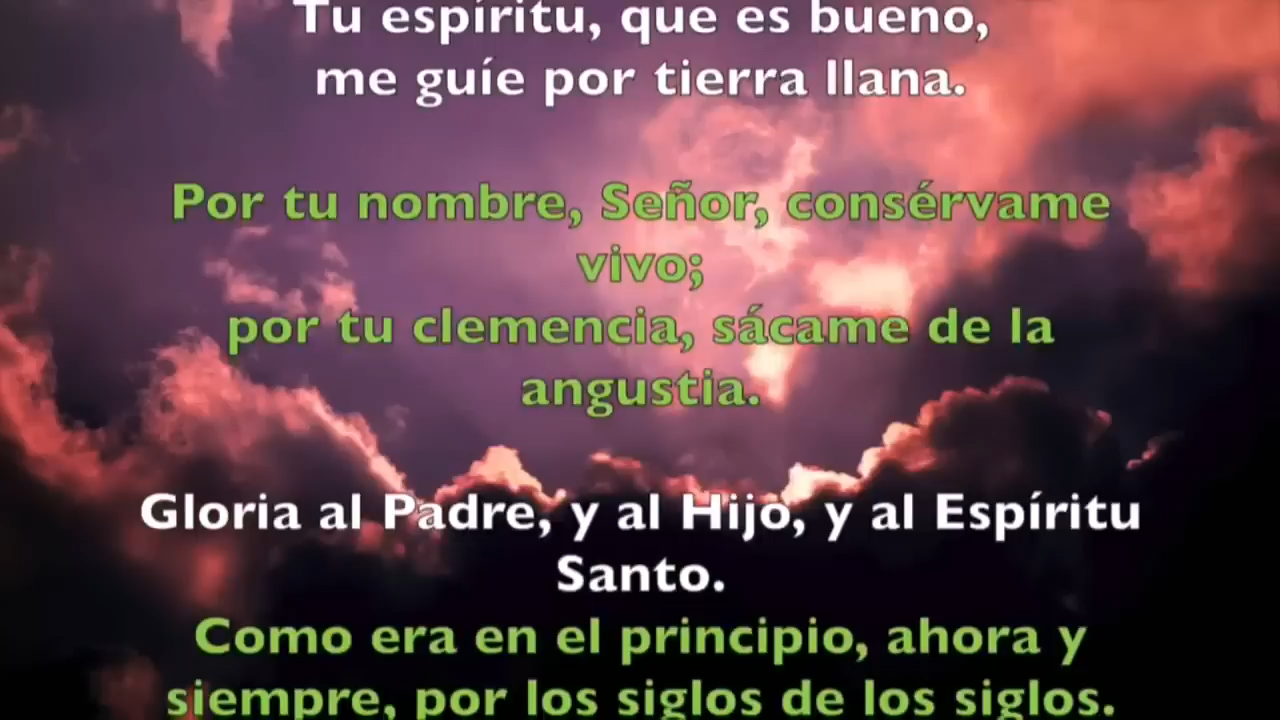 Tu espíritu, que es bueno,
me guíe por tierra llana.
Por tu nombre, Señor, consérvame
vivo;
por tu clemencia, sácame de la
angustia.
Gloria al Padre, y al Hijo, y al Espíritu
Santo.
Como era en el principio, ahora y
siempre, por los siglos de los siglos.